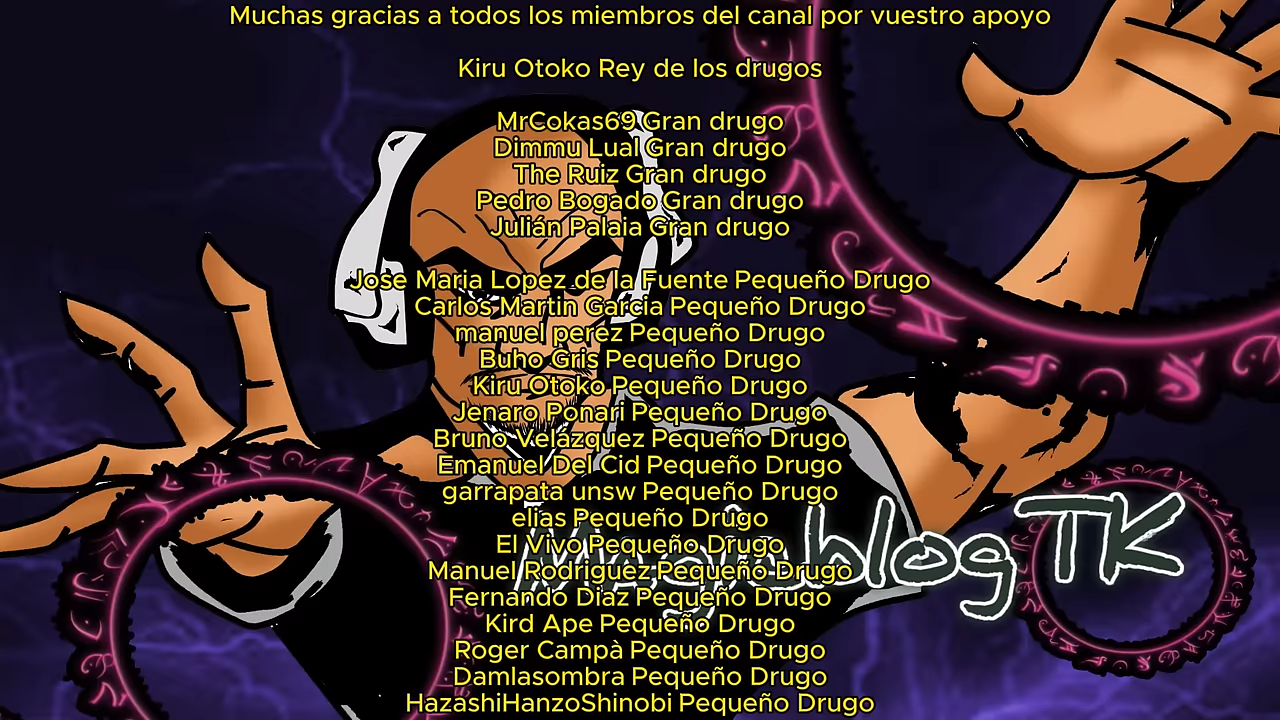 Muchas gracias a todos los miembros del canal por vuestro apoyo
Kiru Otoko Rey de los drugos
MrCokas69 Gran drugo
Dimmu Lual Gran drugo
The Ruiz Gran drugo
Pedro Bogado Gran drugo
Julián Palaia Gran drugo
Jose Maria Lopez de la Fuente Pequeño Drugo
Carlos Martin Garcia Pequeño Drugo
manuel perez Pequeño Drugo
Buho Gris Pequeño Drugo
Kiru Otoko Pequeño Drugo
Jenaro Ponari Pequeño Drugo
Bruno Velázquez Pequeño Drugo
Emanuel Del Cid Pequeño Drugo
garrapata unsw Pequeño Drugo
elias Pequeño Drugo
El Vivo Pequeño Drugo
Manuel Rodriguez Pequeño Drugo
Fernando Diaz Pequeño Drugo
Kird Ape Pequeño Drugo
Roger Campà Pequeño Drugo
Damlasombra Pequeño Drugo
HazashiHanzoShinobi Pequeño Drugo
TK